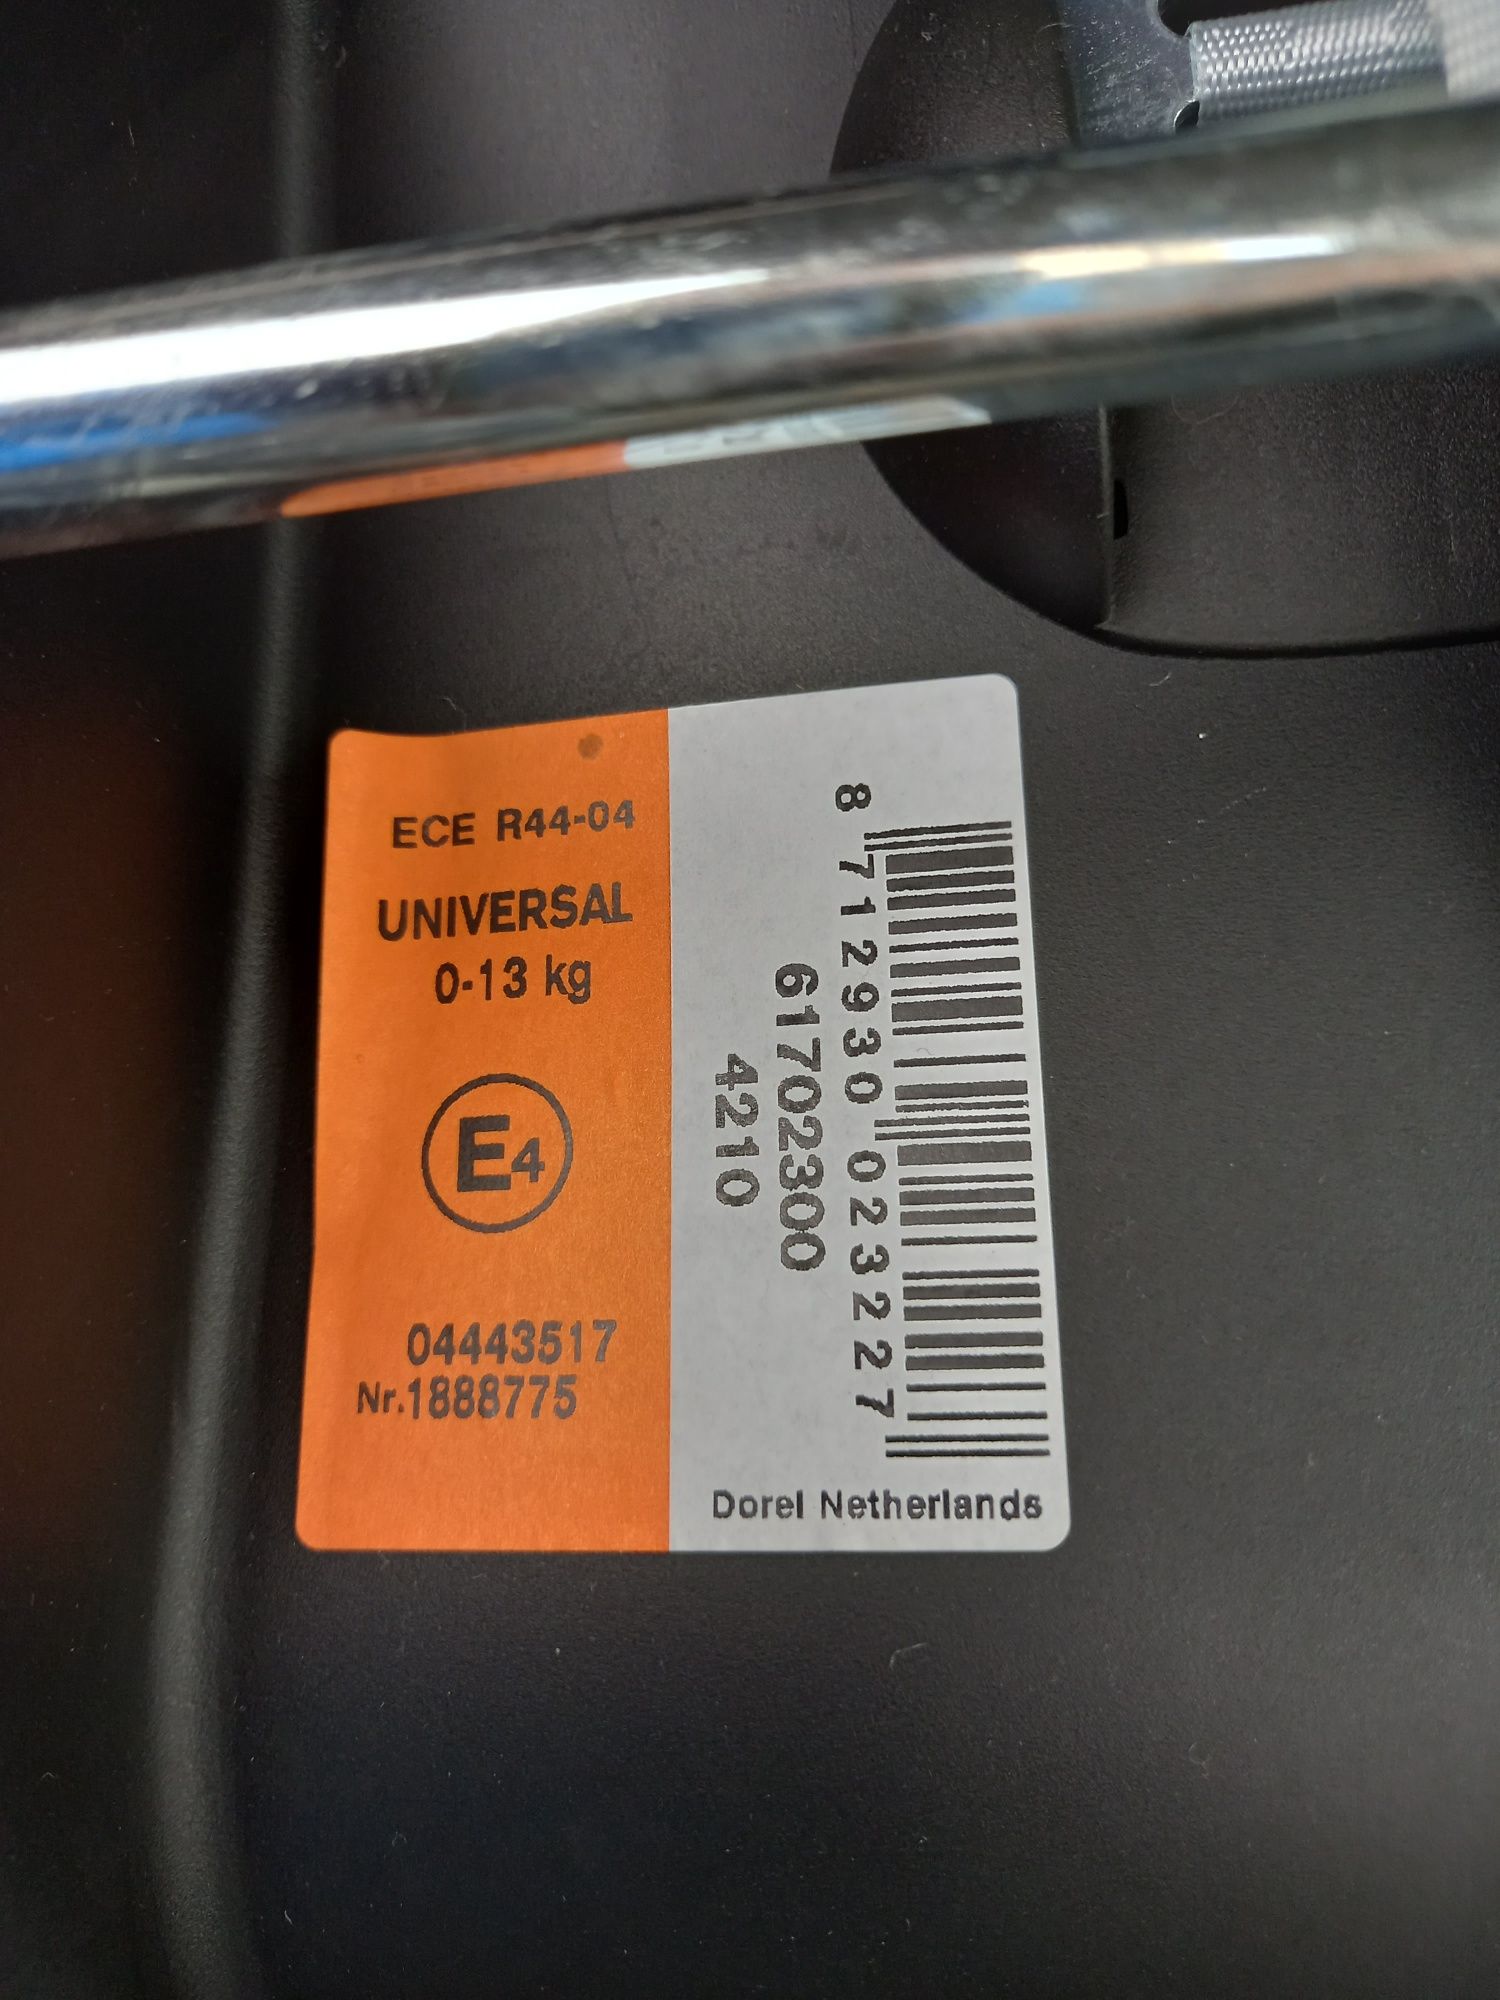 ECE R44-04
UNIVERSAL
0-13 kg
E4
04443517
Nr.1888775
8 712930 023227
61702300
4210
Dorel Netherlands